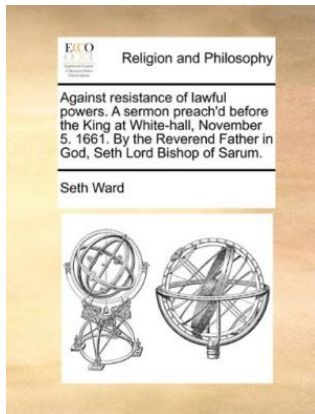 ECCO
Religion and Philosophy
Against resistance of lawful
powers. A sermon preach'd before
the King at White-hall, November
5. 1661. By the Reverend Father in
God, Seth Lord Bishop of Sarum.
Seth Ward